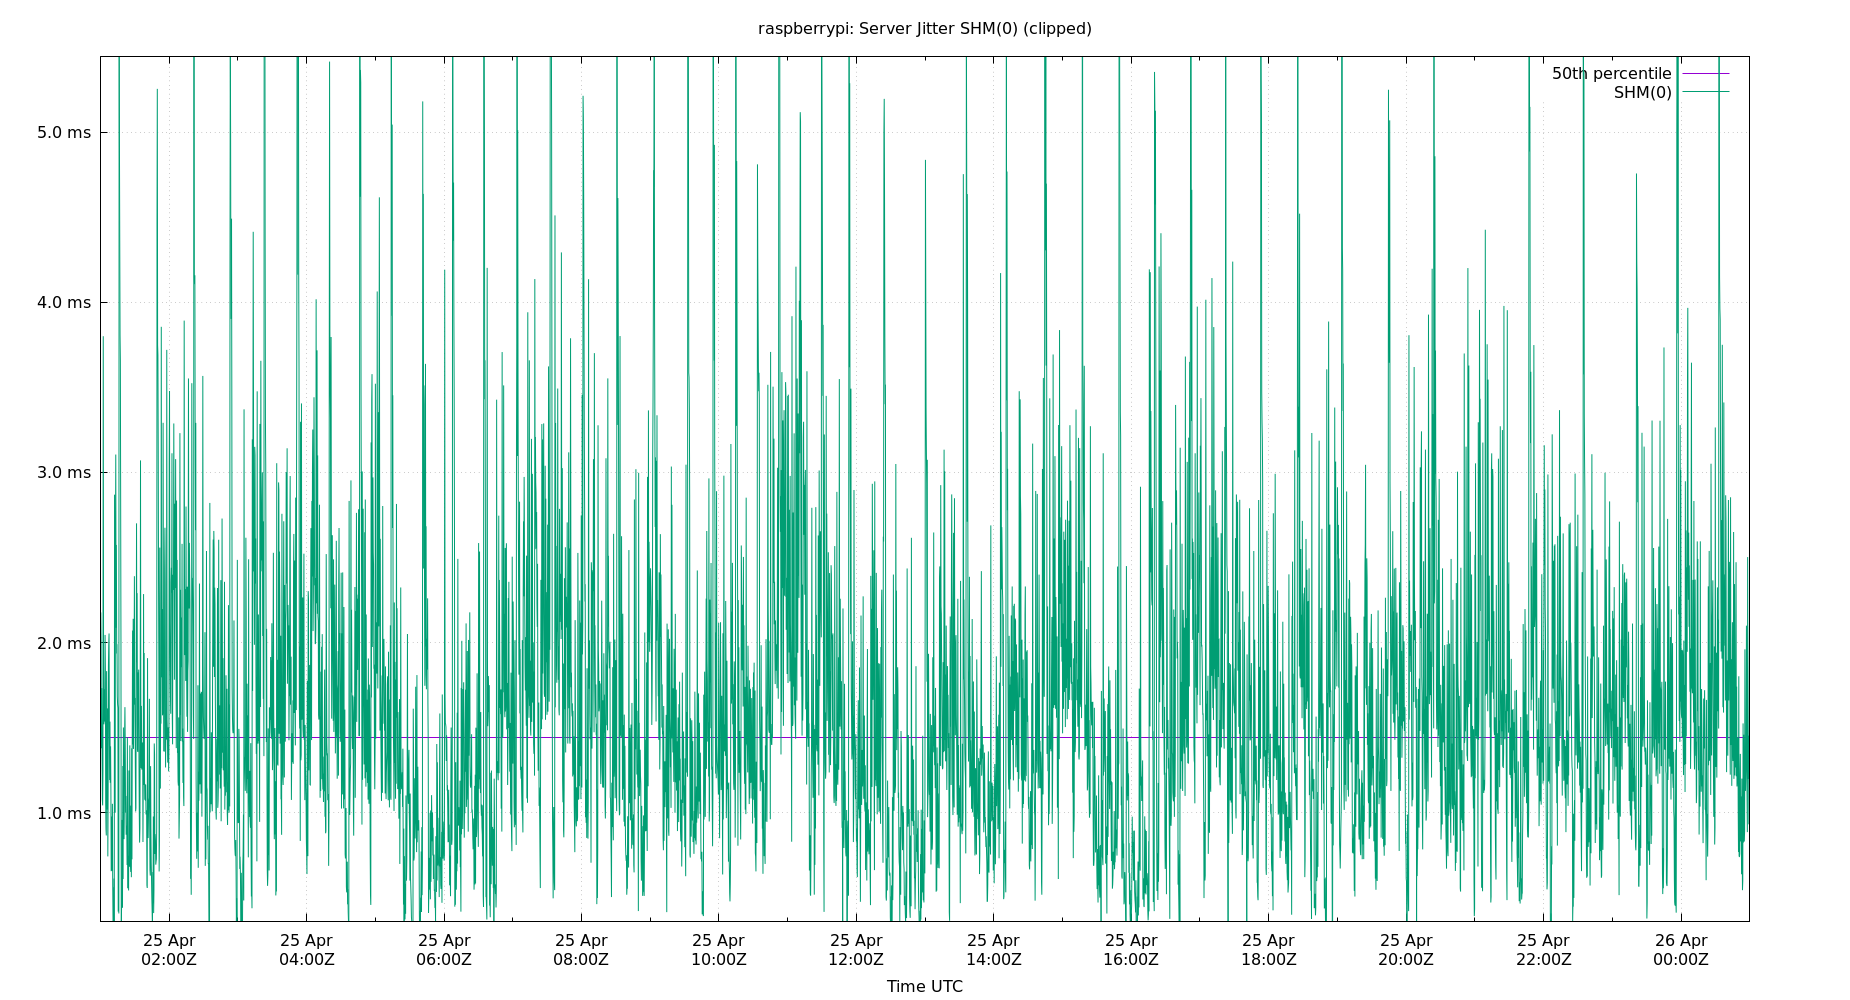 raspberrypi: Server Jitter SHM(0) (clipped)
50th percentile
SHM(0)
5.0 ms
4.0 ms
3.0 ms
2.0 ms
1.0 ms
25 Apr 25 Apr 25 Apr 25 Apr 25 Apr 25 Apr 25 Apr 25 Apr 25 Apr 25 Apr 25 Apr 26 Apr
02:00Z 04:00Z 06:00Z 08:00Z 10:00Z 12:00Z 14:00Z 16:00Z 18:00Z 20:00Z 22:00Z 00:00Z
Time UTC